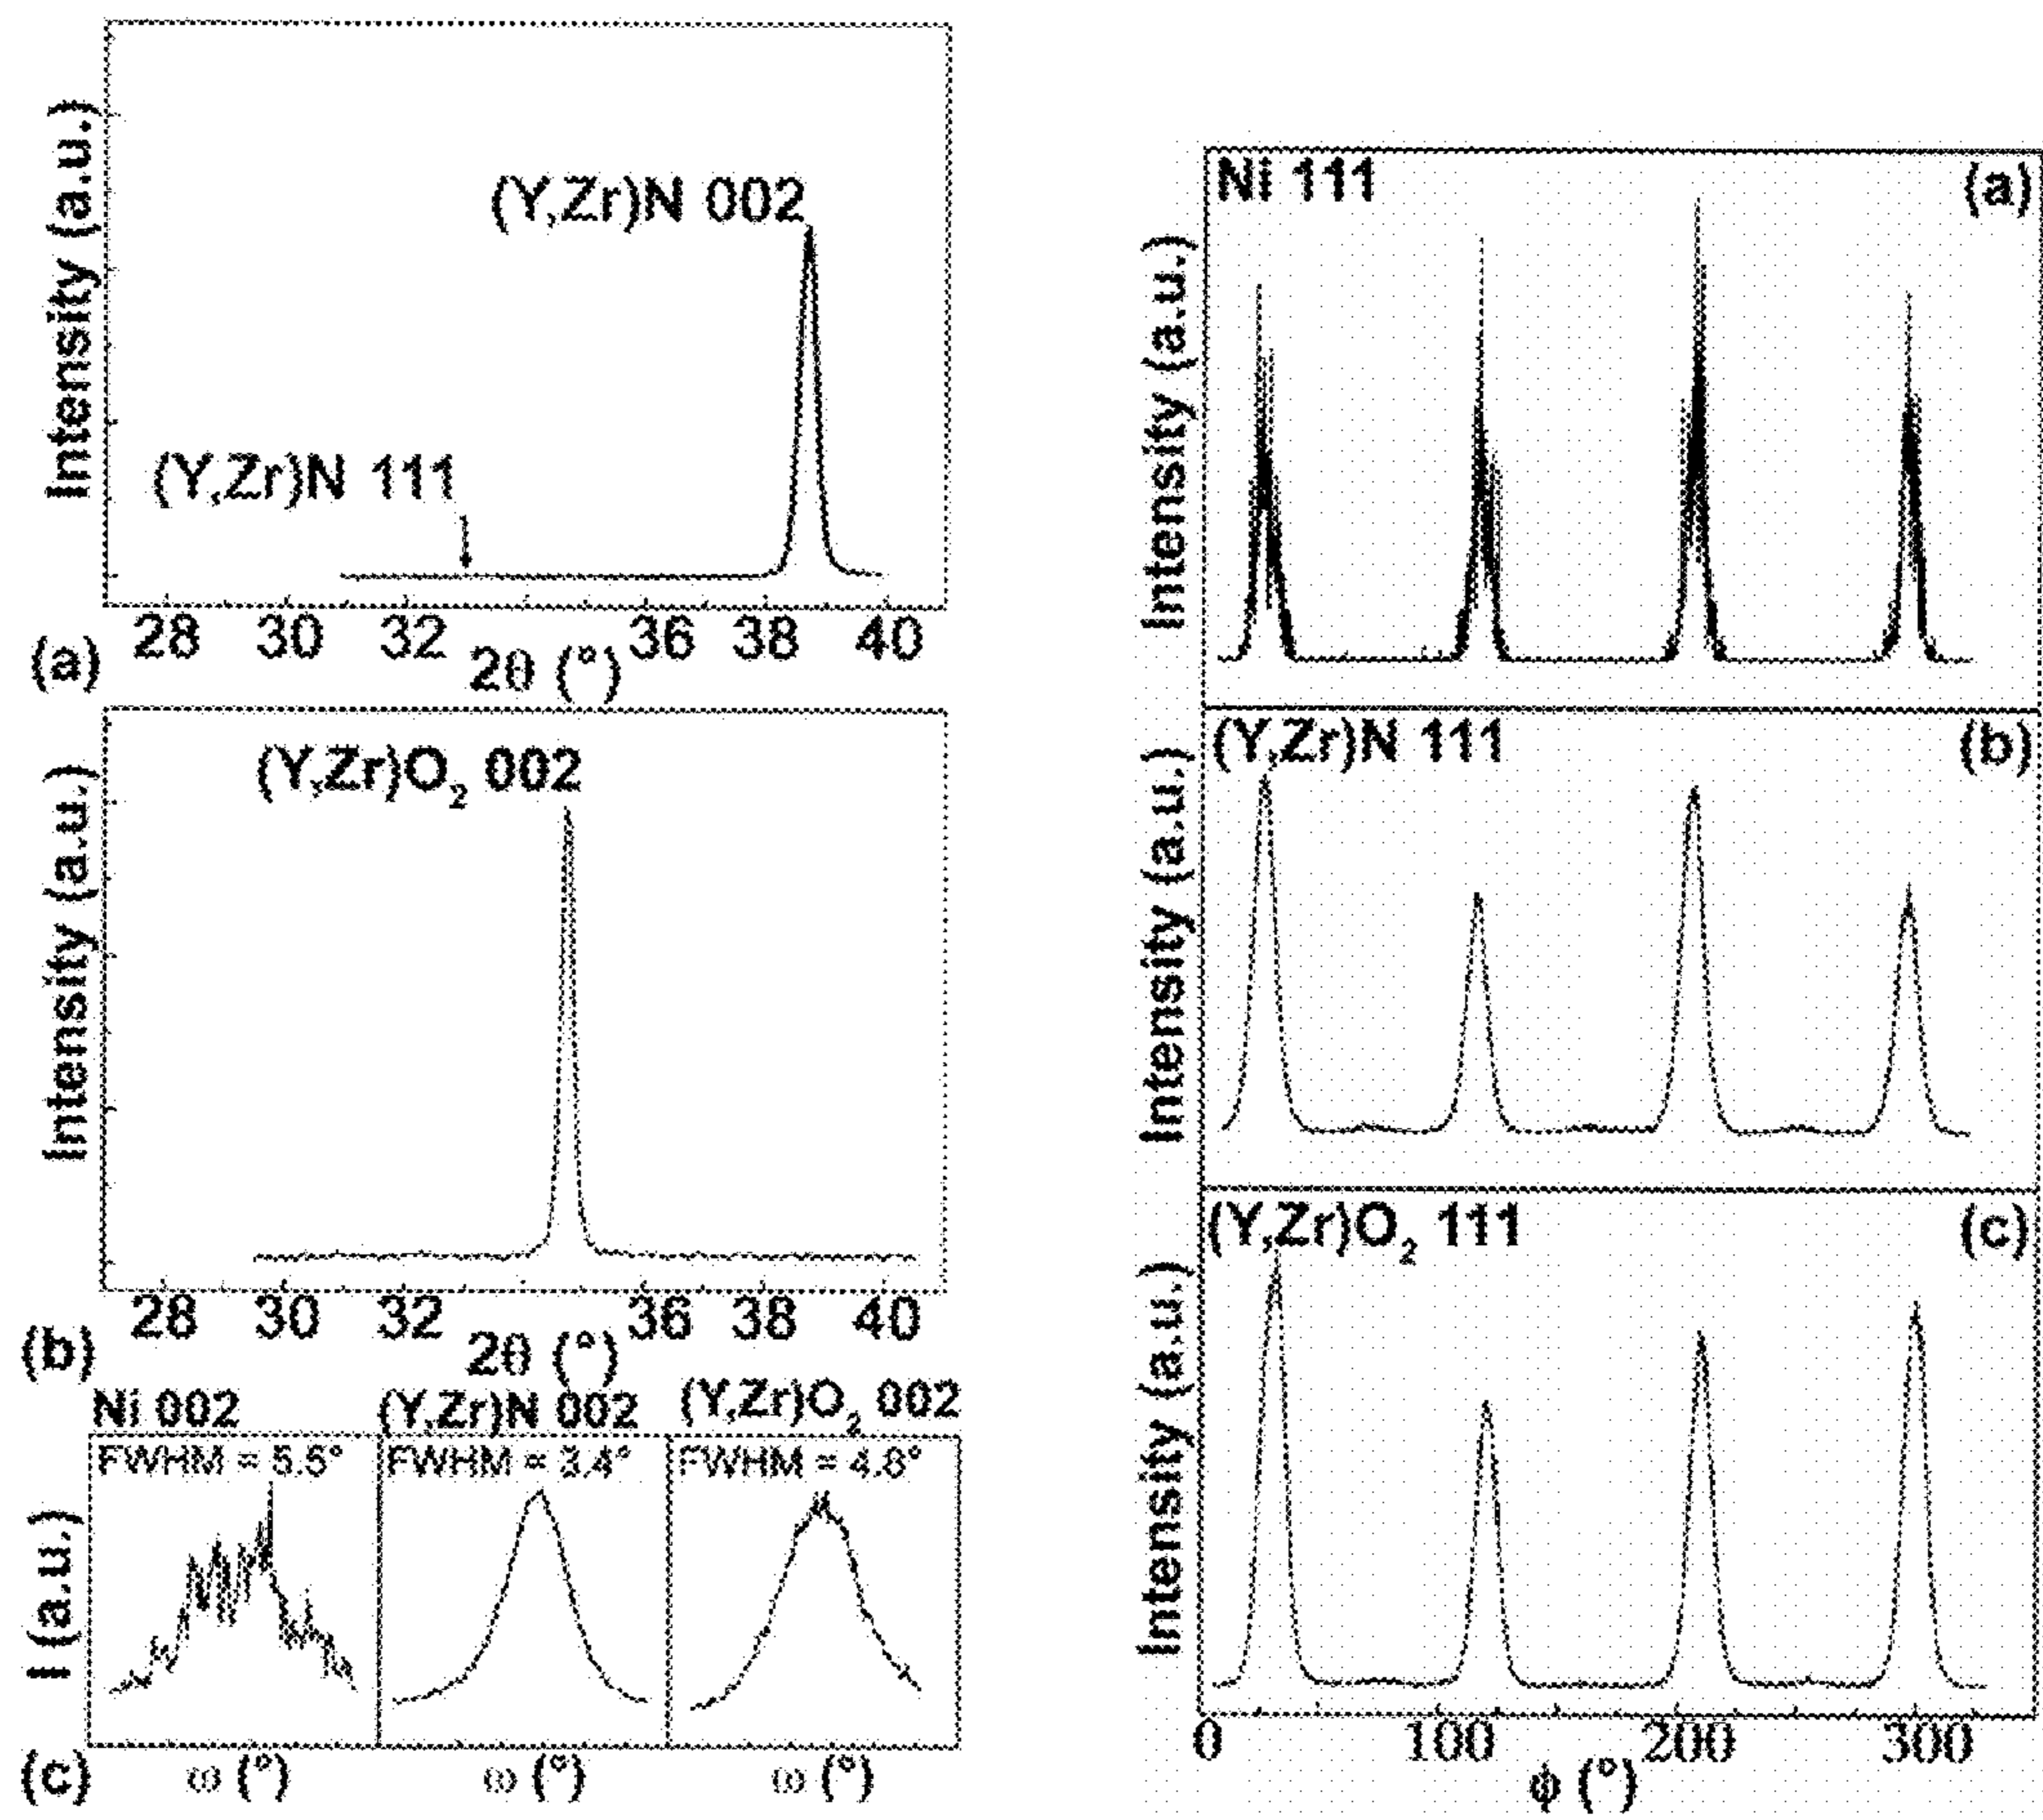 Intensity (a.u.)
(Y,Zr)N 002
(Y,Zr)N 111
28 30 32 36 38 40
(a) 2θ (°)
Intensity (a.u.)
(Y,Zr)O₂ 002
28 30 32 36 38 40
(b) 2θ (°)
Ni 002 (Y,Zr)N 002 (Y,Zr)O₂ 002
FWHM = 5.5° FWHM = 3.4° FWHM = 4.8°
I (a.u.)
(c) ω (°) ω (°) ω (°)
Ni 111 (a)
Intensity (a.u.)
(Y,Zr)N 111 (b)
Intensity (a.u.)
(Y,Zr)O₂ 111 (c)
Intensity (a.u.)
0 100 200 300
ϕ (°)